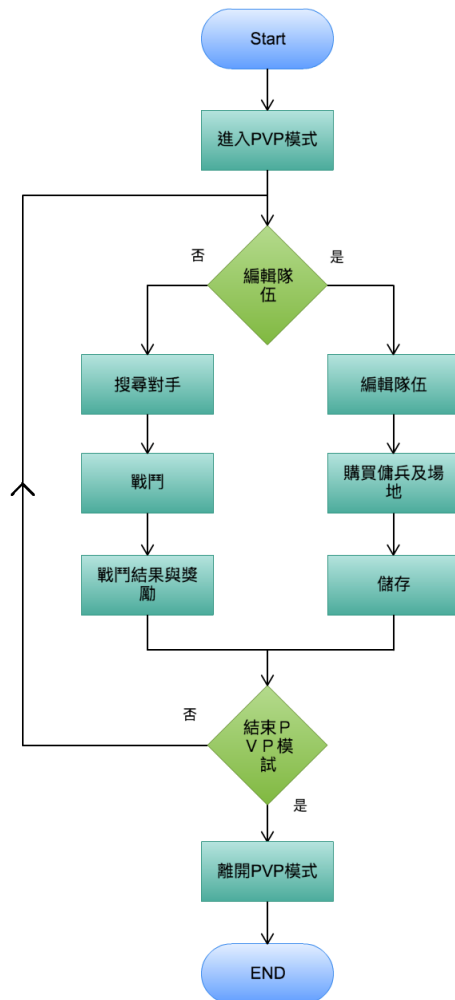 Start
進入PVP模式
否
是
編輯隊
伍
搜尋對手
編輯隊伍
戰鬥
購買傭兵及場
地
戰鬥結果與獎
勵
儲存
否
結束Ｐ
ＶＰ模
試
是
離開PVP模式
END